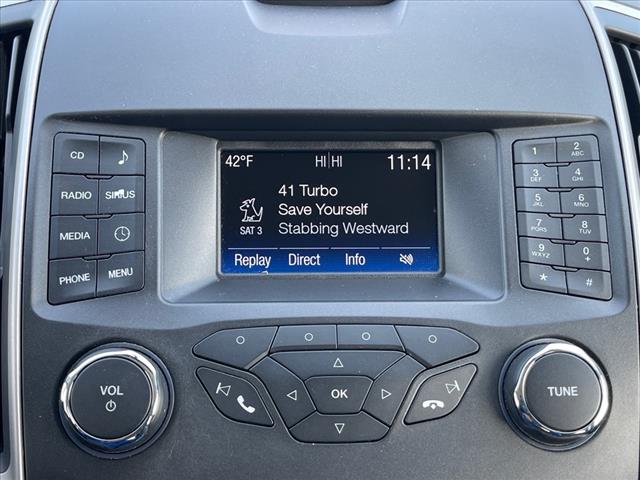 42°F HI HI 11:14
41 Turbo
Save Yourself
SAT 3 Stabbing Westward
Replay Direct Info
CD
RADIO SIRIUS
MEDIA
PHONE MENU
1 2 ABC
3 DEF 4 GHI
5 JKL 6 MNO
7 PQRS 8 TUV
9 WXYZ 0 +
* #
VOL
OK
TUNE